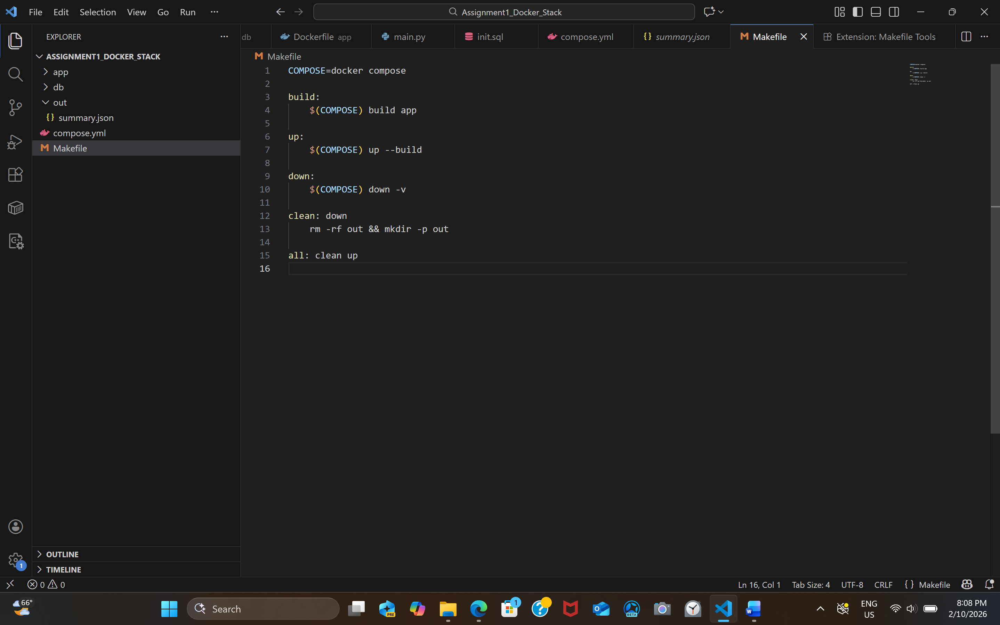 File Edit Selection View Go Run ···
Assignment1_Docker_Stack
EXPLORER
ASSIGNMENT1_DOCKER_STACK
app
db
out
summary.json
compose.yml
Makefile
OUTLINE
TIMELINE
db
Dockerfile app
main.py
init.sql
compose.yml
summary.json
Makefile
Extension: Makefile Tools
Makefile
1 COMPOSE=docker compose
2
3 build:
4 $(COMPOSE) build app
5
6 up:
7 $(COMPOSE) up --build
8
9 down:
10 $(COMPOSE) down -v
11
12 clean: down
13 rm -rf out && mkdir -p out
14
15 all: clean up
16
1
0 0
Ln 16, Col 1 Tab Size: 4 UTF-8 CRLF { } Makefile
66°
Search
PRE
1
BETA
ENG
US
8:08 PM
2/10/2026